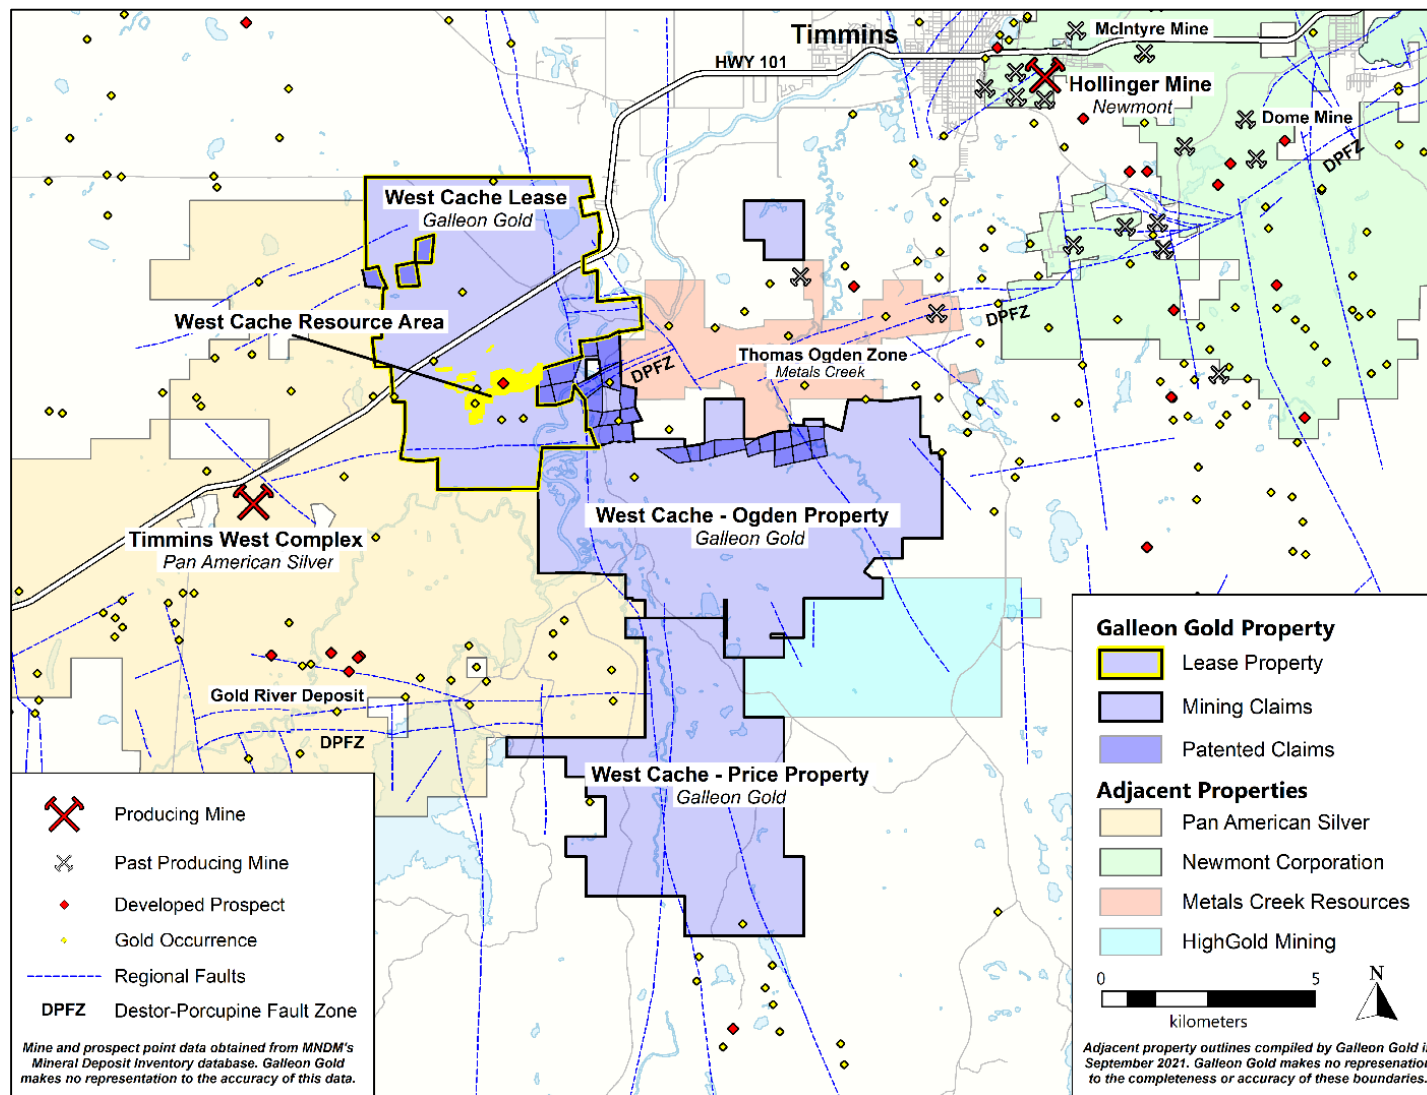 Timmins
McIntyre Mine
HWY 101
Hollinger Mine
Newmont
Dome Mine
DPFZ
West Cache Lease
Galleon Gold
West Cache Resource Area
DPFZ
Thomas Ogden Zone
Metals Creek
DPFZ
West Cache - Ogden Property
Galleon Gold
Timmins West Complex
Pan American Silver
Gold River Deposit
DPFZ
West Cache - Price Property
Galleon Gold
Producing Mine
Past Producing Mine
Developed Prospect
Gold Occurrence
Regional Faults
DPFZ Destor-Porcupine Fault Zone
Mine and prospect point data obtained from MNDM's
Mineral Deposit Inventory database. Galleon Gold
makes no representation to the accuracy of this data.
Galleon Gold Property
Lease Property
Mining Claims
Patented Claims
Adjacent Properties
Pan American Silver
Newmont Corporation
Metals Creek Resources
HighGold Mining
0 5
kilometers
N
Adjacent property outlines compiled by Galleon Gold i
September 2021. Galleon Gold makes no represenation
to the completeness or accuracy of these boundaries.